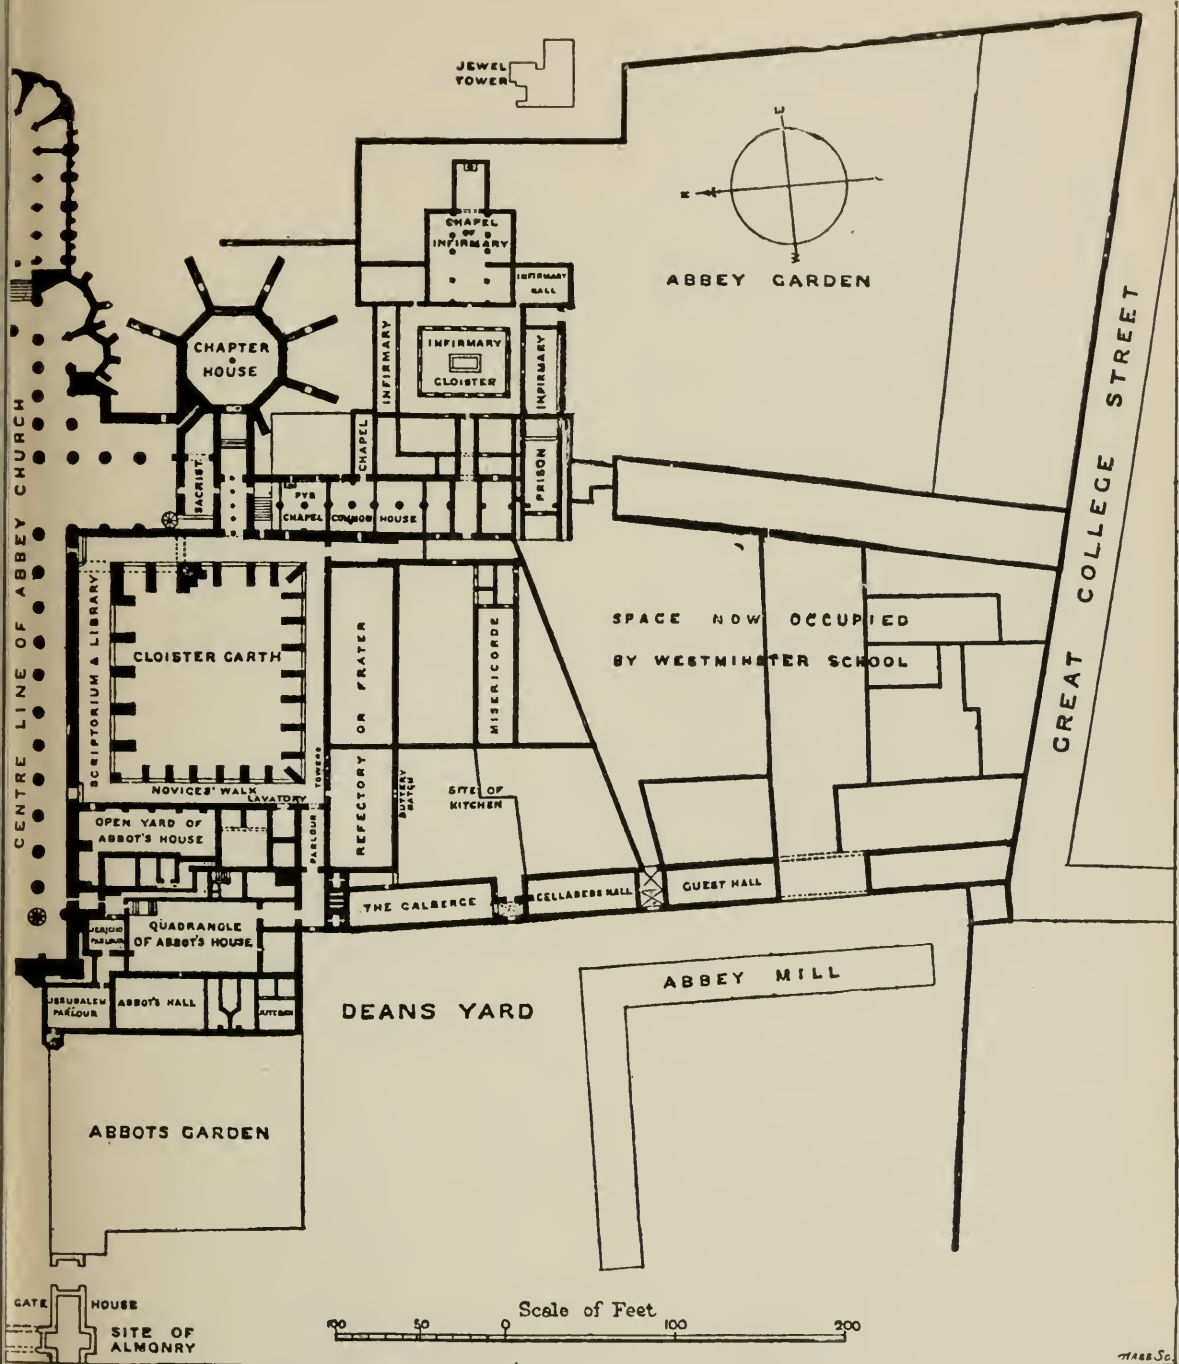 JEWEL
TOWER
E
N
W
CHAPEL
OF
INFIRMARY
INFIRMARY
HALL
ABBEY GARDEN
CHAPTER
HOUSE
INFIRMARY
INFIRMARY
CLOISTER
INFIRMARY
GREAT COLLEGE STREET
CENTRE LINE OF ABBEY CHURCH
CHAPEL
SACRIST
PYX
CHAPEL
COMMON HOUSE
PRISON
SCRIPTORIUM & LIBRARY
CLOISTER GARTH
REFECTORY OR FRATER
MISERICORDE
SPACE NOW OCCUPIED
BY WESTMINSTER SCHOOL
NOVICES' WALK
LAVATORY
TOWERS
PARLOUR
BUTTERY
HATCH
SITE OF
KITCHEN
OPEN YARD OF
ABBOT'S HOUSE
THE CALBERGE
CELLARERS HALL
GUEST HALL
JERICHO
PARLOUR
QUADRANGLE
OF ABBOT'S HOUSE
JERUSALEM
PARLOUR
ABBOT'S HALL
KITCHEN
DEANS YARD
ABBEY MILL
ABBOTS GARDEN
GATE HOUSE
SITE OF
ALMONRY
Scale of Feet
100 50 0 100 200